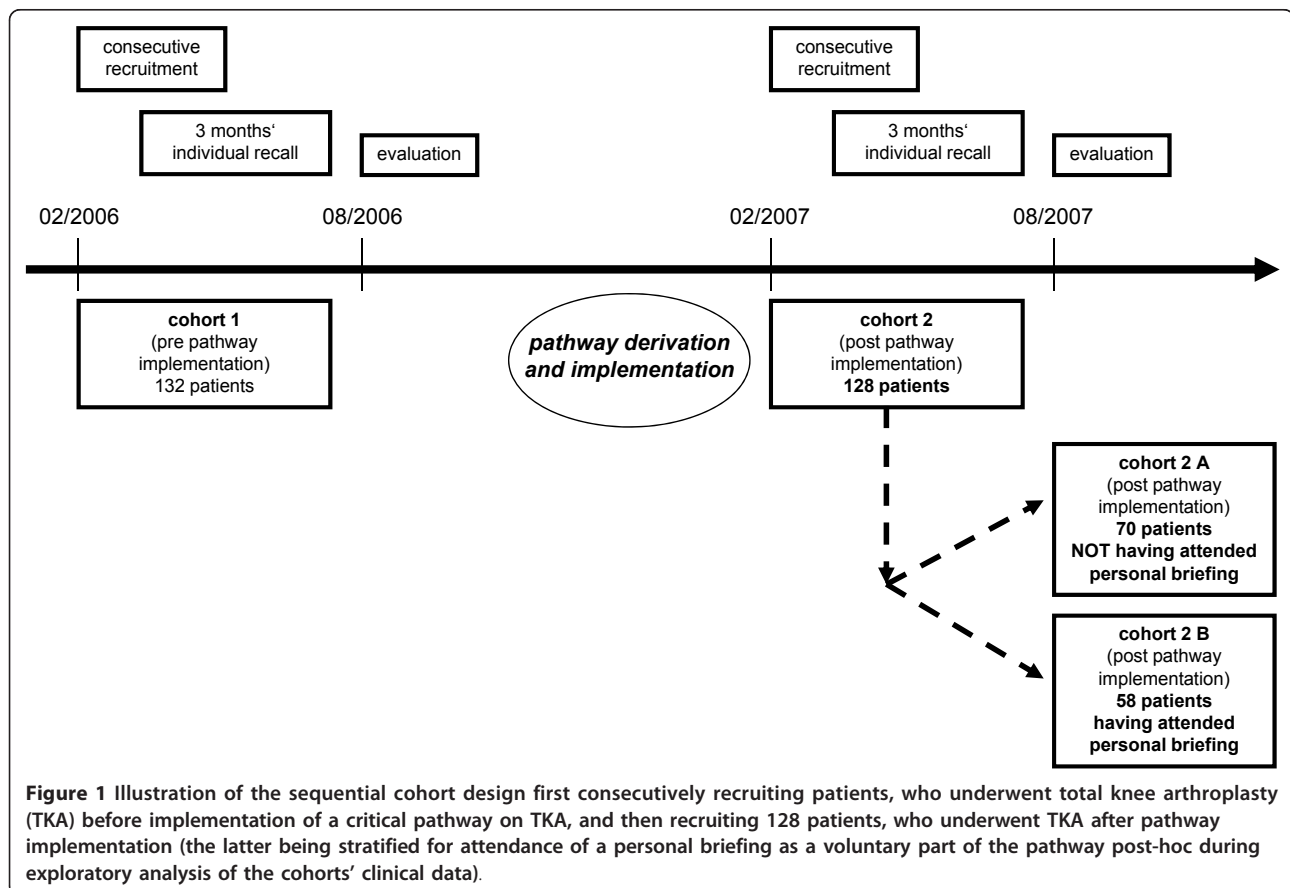 consecutive
recruitment
3 months‘
individual recall
evaluation
consecutive
recruitment
3 months‘
individual recall
evaluation
02/2006
08/2006
02/2007
08/2007
cohort 1
(pre pathway
implementation)
132 patients
pathway derivation
and implementation
cohort 2
(post pathway
implementation)
128 patients
cohort 2 A
(post pathway
implementation)
70 patients
NOT having attended
personal briefing
cohort 2 B
(post pathway
implementation)
58 patients
having attended
personal briefing
Figure 1 Illustration of the sequential cohort design first consecutively recruiting patients, who underwent total knee arthroplasty
(TKA) before implementation of a critical pathway on TKA, and then recruiting 128 patients, who underwent TKA after pathway
implementation (the latter being stratified for attendance of a personal briefing as a voluntary part of the pathway post-hoc during
exploratory analysis of the cohorts’ clinical data).